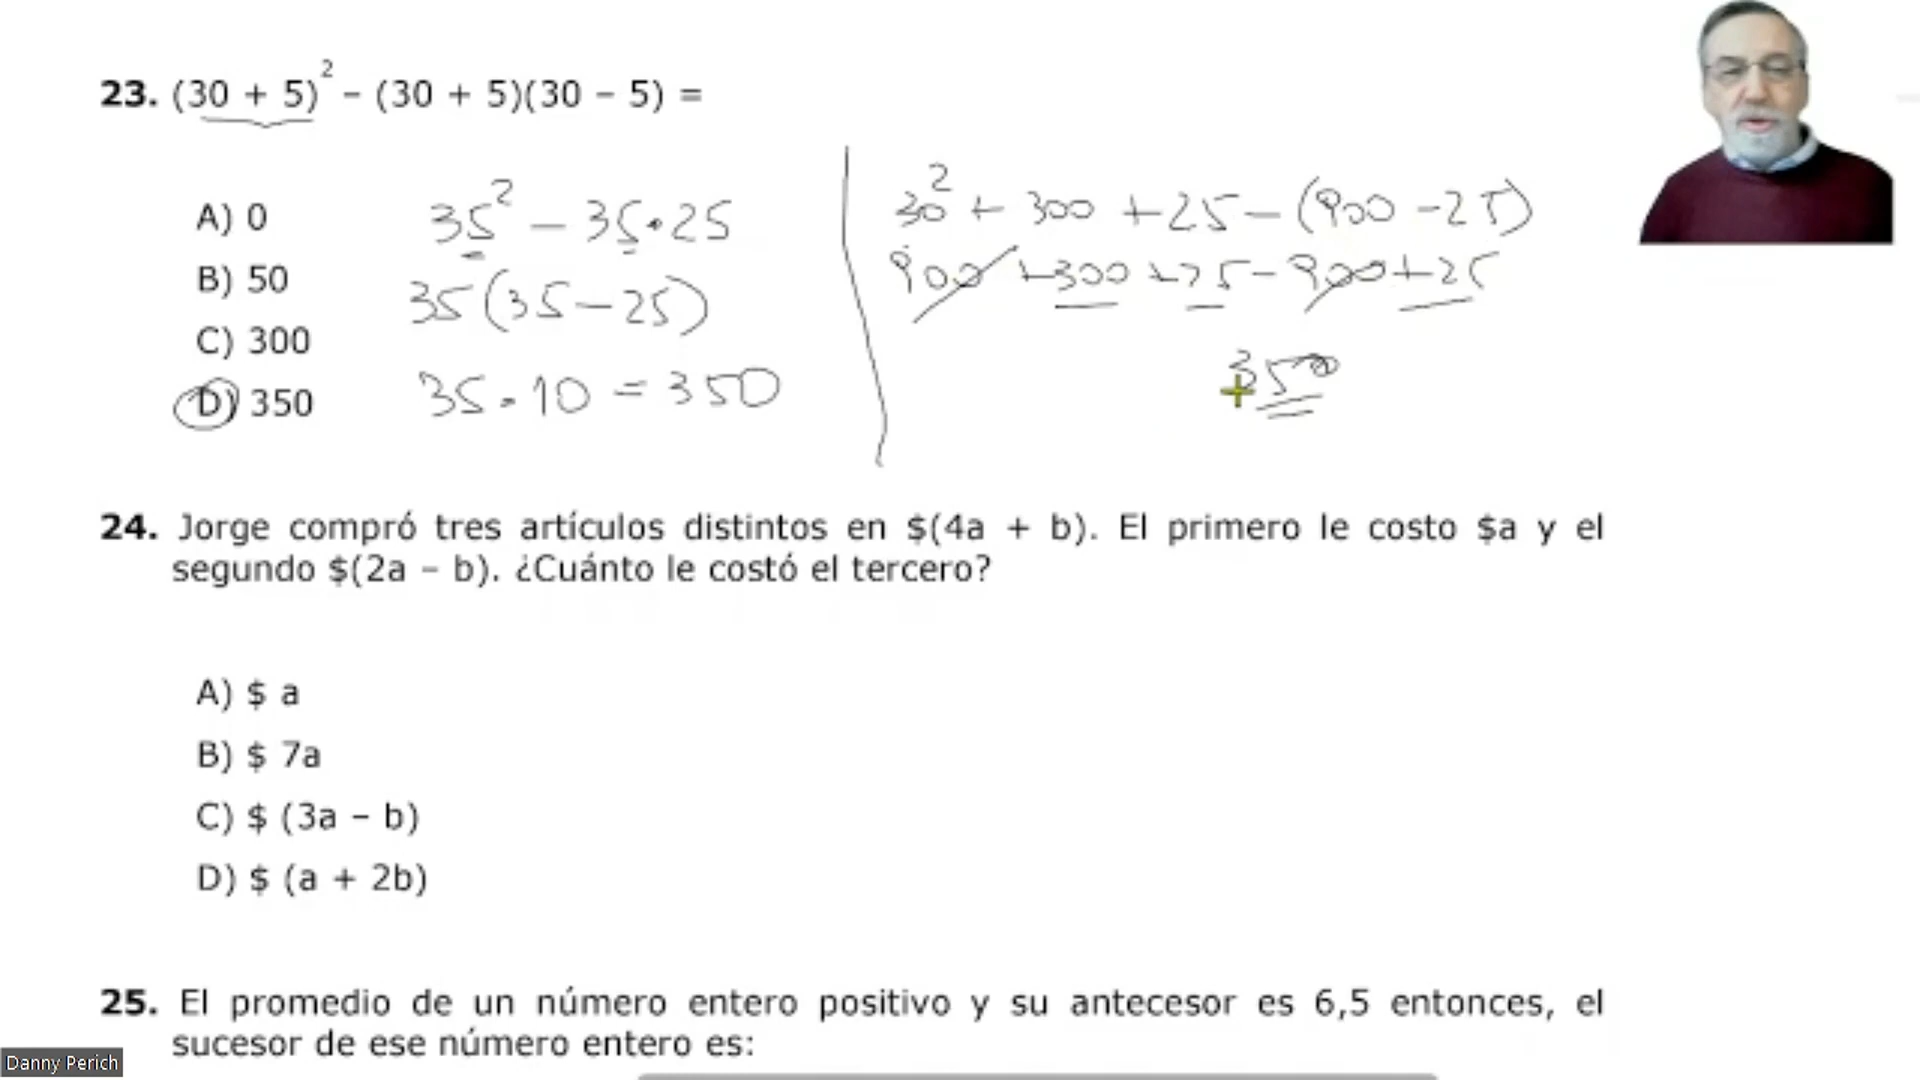 23. (30 + 5)² – (30 + 5)(30 – 5) =
A) 0
B) 50
C) 300
D) 350
35² – 35·25
35(35–25)
35·10 = 350
30² + 300 + 25 – (900 – 25)
900 + 300 + 25 – 900 + 25
350
24. Jorge compró tres artículos distintos en $(4a + b). El primero le costo $a y el
segundo $(2a – b). ¿Cuánto le costó el tercero?
A) $ a
B) $ 7a
C) $ (3a – b)
D) $ (a + 2b)
25. El promedio de un número entero positivo y su antecesor es 6,5 entonces, el
sucesor de ese número entero es:
Danny Perich